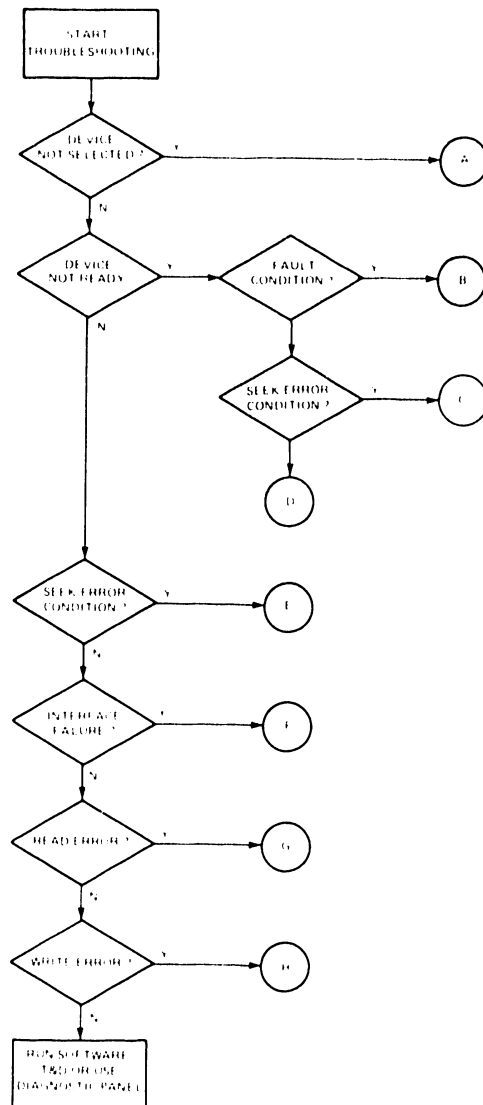 START
TROUBLESHOOTING
DEVICE
NOT SELECTED?
Y
A
N
DEVICE
NOT READY
Y
FAULT
CONDITION?
Y
B
N
SEEK ERROR
CONDITION?
Y
C
D
SEEK ERROR
CONDITION?
Y
E
N
INTERFACE
FAILURE?
Y
F
N
READ ERROR?
Y
G
N
WRITE ERROR?
Y
H
N
RUN SOFTWARE
T&D OR USE
DIAGNOSTIC PANEL